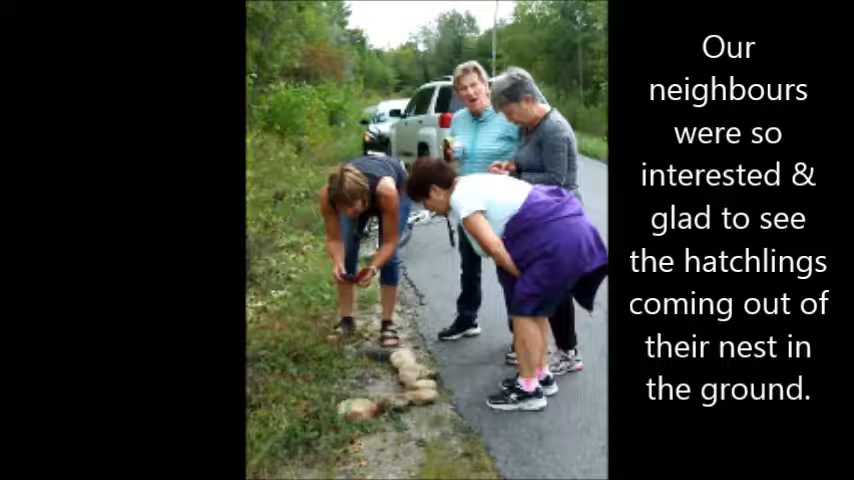 Our
neighbours
were so
interested &
glad to see
the hatchlings
coming out of
their nest in
the ground.